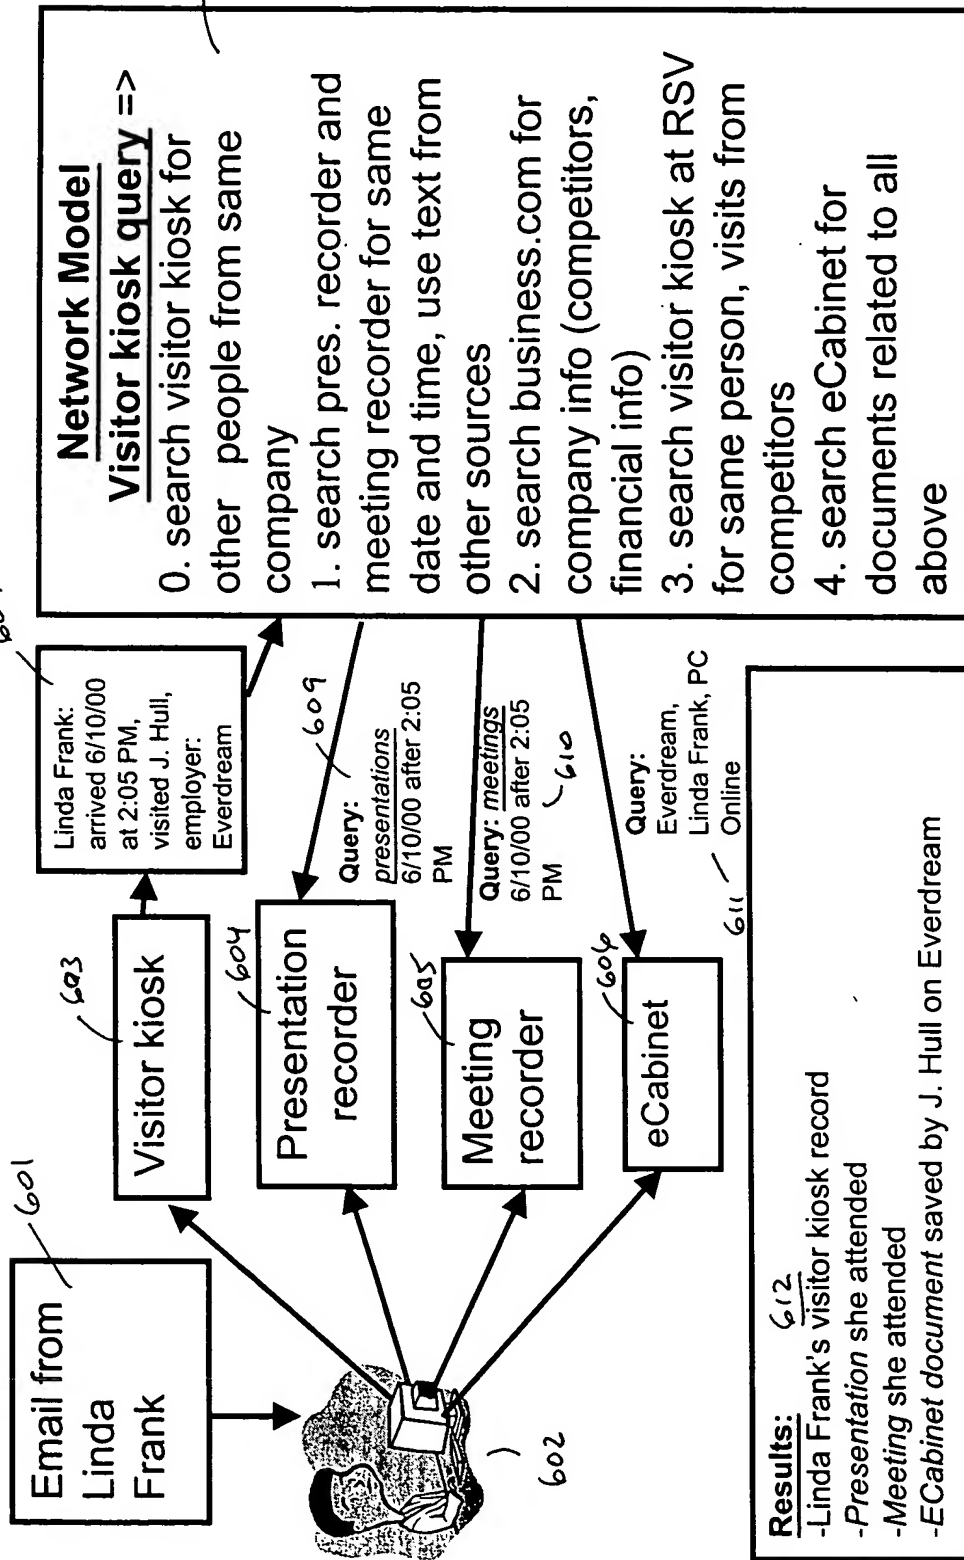 601
Email from
Linda
Frank
602
603
Visitor kiosk
604
Presentation
recorder
605
Meeting
recorder
606
eCabinet
Linda Frank:
arrived 6/10/00
at 2:05 PM,
visited J. Hull,
employer:
Everdream
609
Query:
presentations
6/10/00 after 2:05
PM
Query: meetings
6/10/00 after 2:05
PM
610
Query:
Everdream,
Linda Frank, PC
Online
611
Network Model
Visitor kiosk query =>
0. search visitor kiosk for
other people from same
company
1. search pres. recorder and
meeting recorder for same
date and time, use text from
other sources
2. search business.com for
company info (competitors,
financial info)
3. search visitor kiosk at RSV
for same person, visits from
competitors
4. search eCabinet for
documents related to all
above
Results: 612
-Linda Frank's visitor kiosk record
-Presentation she attended
-Meeting she attended
-ECabinet document saved by J. Hull on Everdream